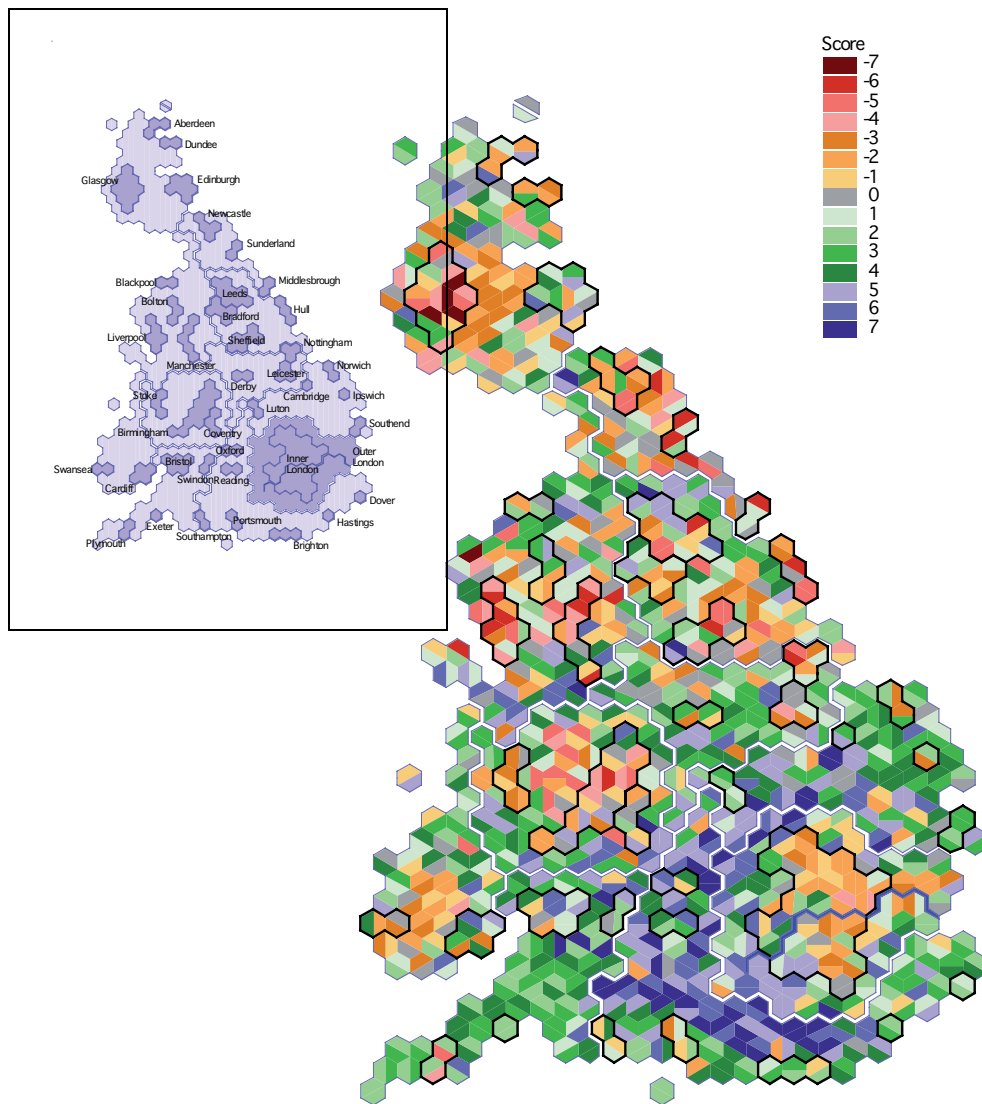 Score
-7
-6
-5
-4
-3
-2
-1
0
1
2
3
4
5
6
7
Aberdeen
Dundee
Glasgow
Edinburgh
Newcastle
Sunderland
Blackpool
Middlesbrough
Leeds
Bolton
Hull
Bradford
Liverpool
Sheffield
Nottingham
Manchester
Norwich
Leicester
Derby
Stoke
Cambridge
Ipswich
Luton
Southend
Birmingham
Coventry
Oxford
Outer
London
Inner
London
Bristol
Swansea
Swindon
Reading
Cardiff
Dover
Exeter
Portsmouth
Hastings
Southampton
Plymouth
Brighton